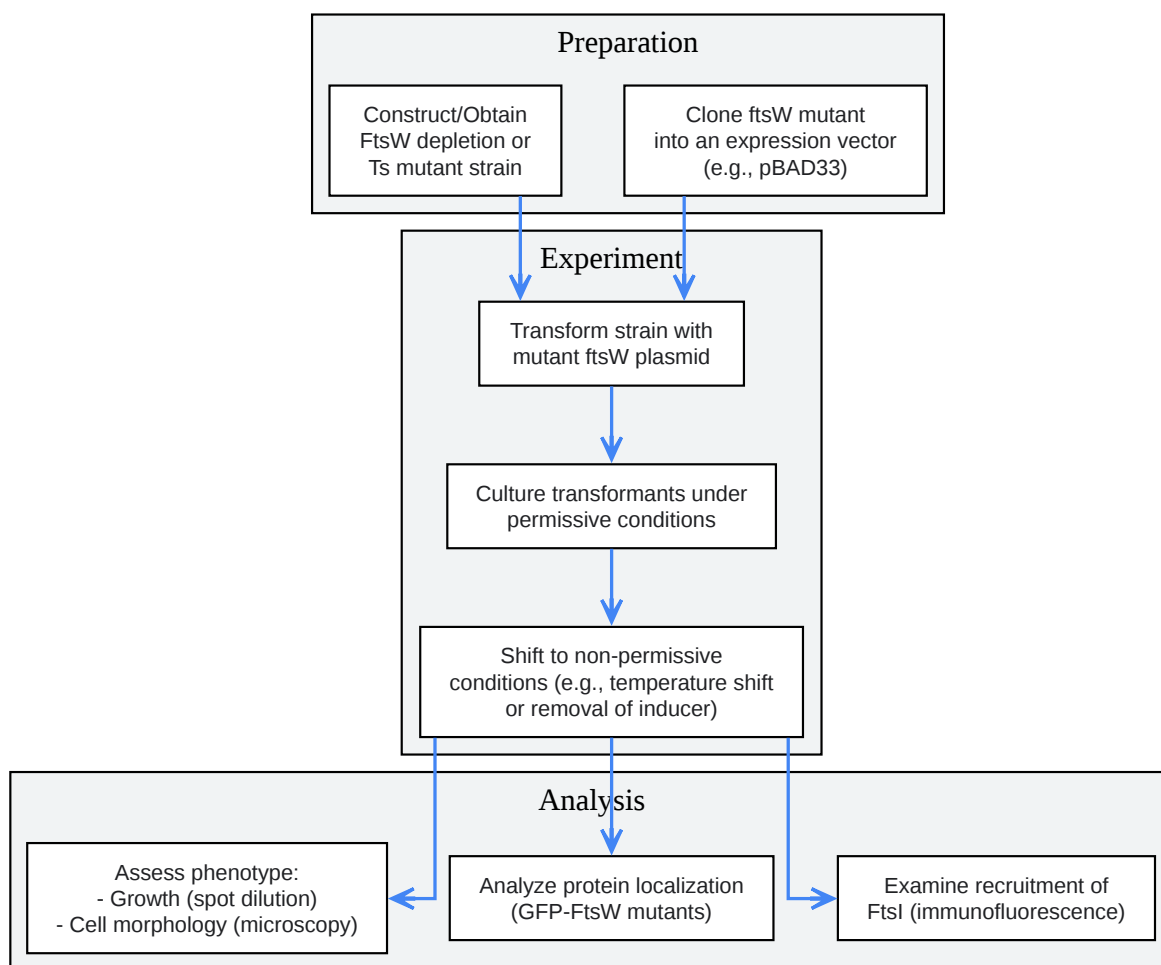 Preparation
Construct/Obtain
FtsW depletion or
Ts mutant strain
Clone ftsW mutant
into an expression vector
(e.g., pBAD33)
Experiment
Transform strain with
mutant ftsW plasmid
Culture transformants under
permissive conditions
Shift to non-permissive
conditions (e.g., temperature shift
or removal of inducer)
Analysis
Assess phenotype:
- Growth (spot dilution)
- Cell morphology (microscopy)
Analyze protein localization
(GFP-FtsW mutants)
Examine recruitment of
FtsI (immunofluorescence)